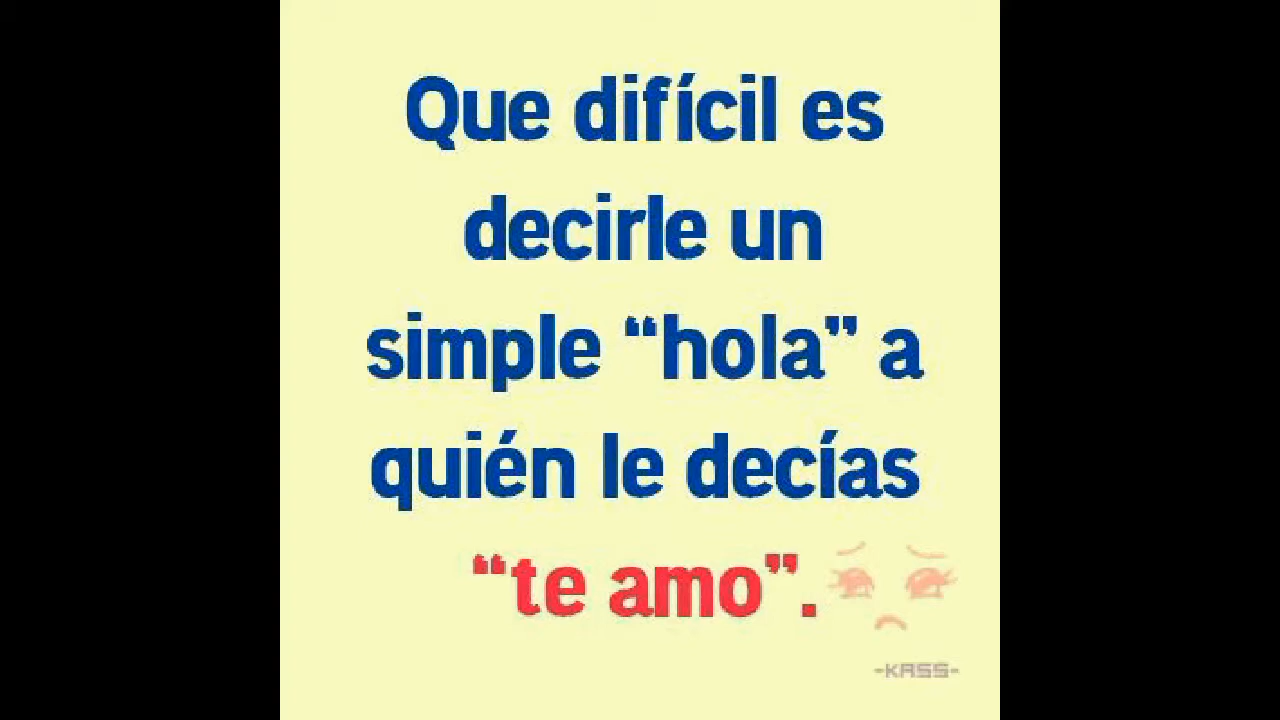 Que difícil es
decirle un
simple “hola” a
quién le decías
“te amo”.
-KASS-